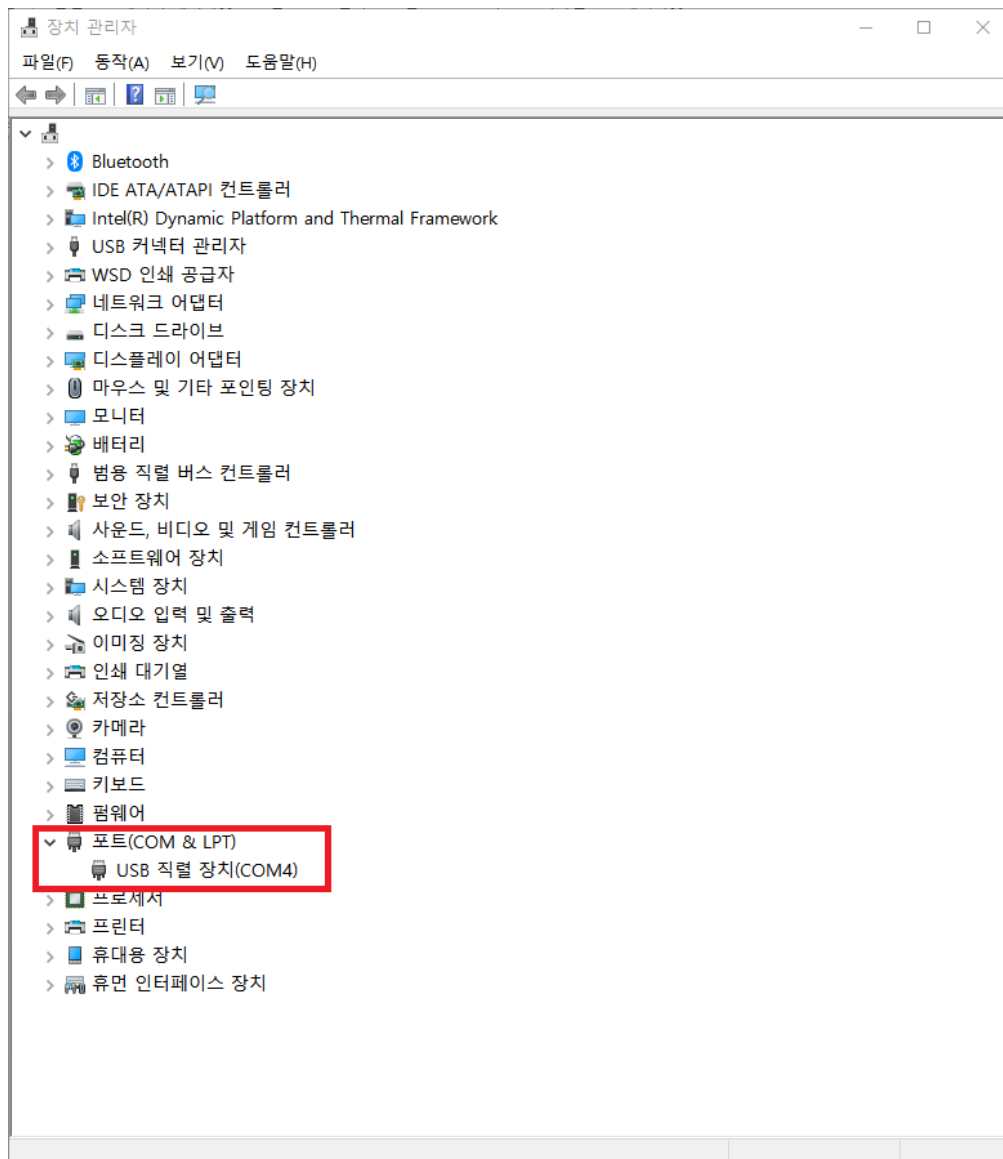 장치 관리자
파일(F) 동작(A) 보기(V) 도움말(H)
Bluetooth
IDE ATA/ATAPI 컨트롤러
Intel(R) Dynamic Platform and Thermal Framework
USB 커넥터 관리자
WSD 인쇄 공급자
네트워크 어댑터
디스크 드라이브
디스플레이 어댑터
마우스 및 기타 포인팅 장치
모니터
배터리
범용 직렬 버스 컨트롤러
보안 장치
사운드, 비디오 및 게임 컨트롤러
소프트웨어 장치
시스템 장치
오디오 입력 및 출력
이미징 장치
인쇄 대기열
저장소 컨트롤러
카메라
컴퓨터
키보드
펌웨어
포트(COM & LPT)
USB 직렬 장치(COM4)
프로세서
프린터
휴대용 장치
휴먼 인터페이스 장치